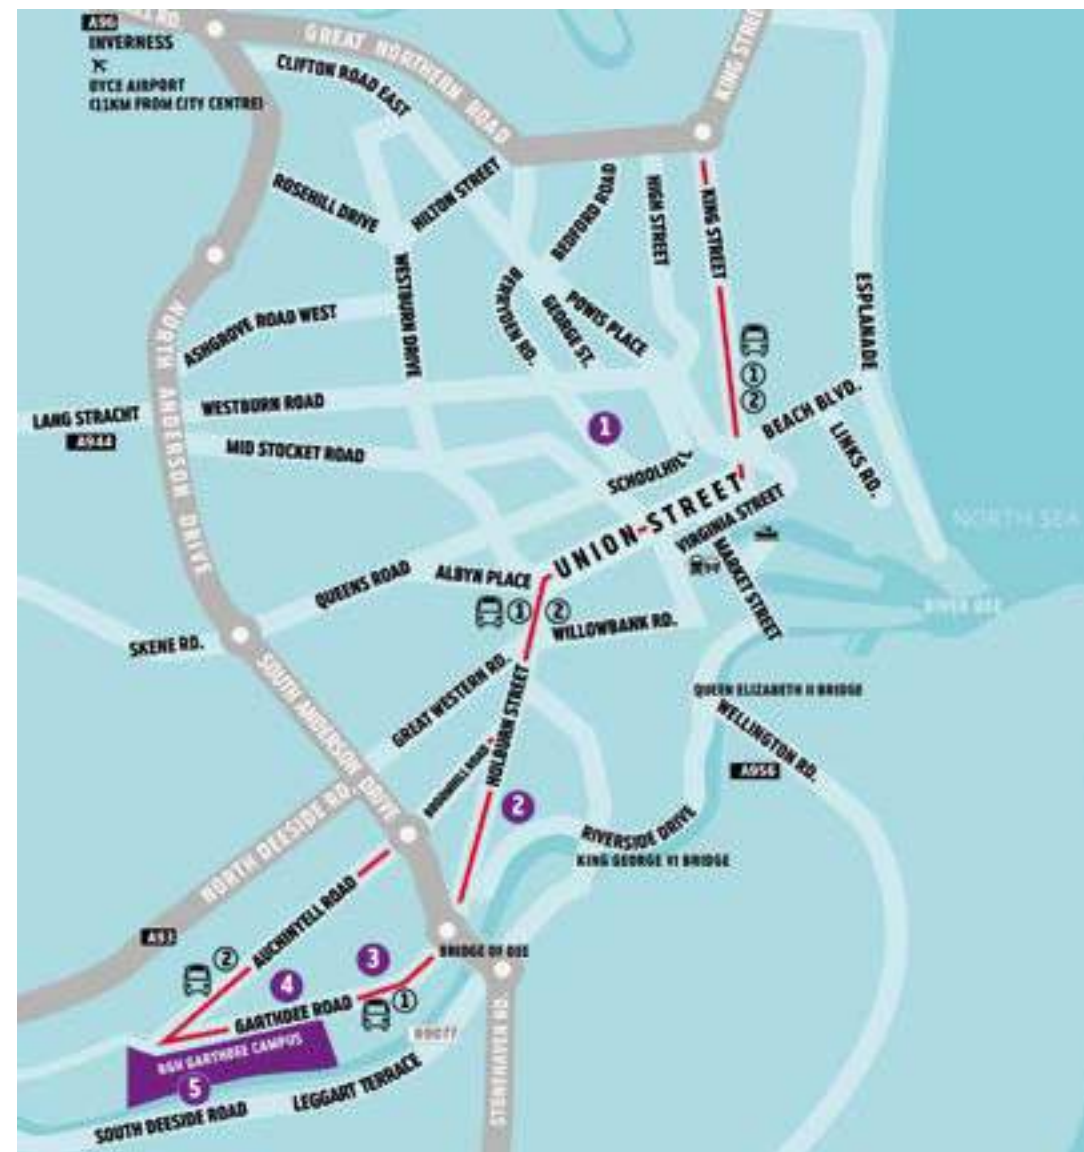 A96
INVERNESS
DYCE AIRPORT
(11KM FROM CITY CENTRE)
RD.
GREAT NORTHERN ROAD
KING STREET
CLIFTON ROAD EAST
ROSEHILL DRIVE
HILTON STREET
BEDFORD ROAD
HIGH STREET
KING STREET
WESTBURN DRIVE
BERRYDEN RD.
GEORGE ST.
POWIS PLACE
ESPLANADE
NORTH ANDERSON DRIVE
ASHGROVE ROAD WEST
1
2
LANG STRACHT
A944
WESTBURN ROAD
BEACH BLVD.
1
MID STOCKET ROAD
LINKS RD.
SCHOOLHILL
UNION STREET
VIRGINIA STREET
NORTH SEA
MARKET STREET
QUEENS ROAD
ALBYN PLACE
1
2
RIVER DEE
WILLOWBANK RD.
SKENE RD.
SOUTH ANDERSON DRIVE
GREAT WESTERN RD.
HOLBURN STREET
QUEEN ELIZABETH II BRIDGE
WELLINGTON RD.
A956
BROOMHILL ROAD
2
RIVERSIDE DRIVE
KING GEORGE VI BRIDGE
NORTH DEESIDE RD.
A93
AUCHINYELL ROAD
2
3
BRIDGE OF DEE
4
GARTHDEE ROAD
1
B9077
RGU GARTHDEE CAMPUS
5
STONEHAVEN RD.
LEGGART TERRACE
SOUTH DEESIDE ROAD